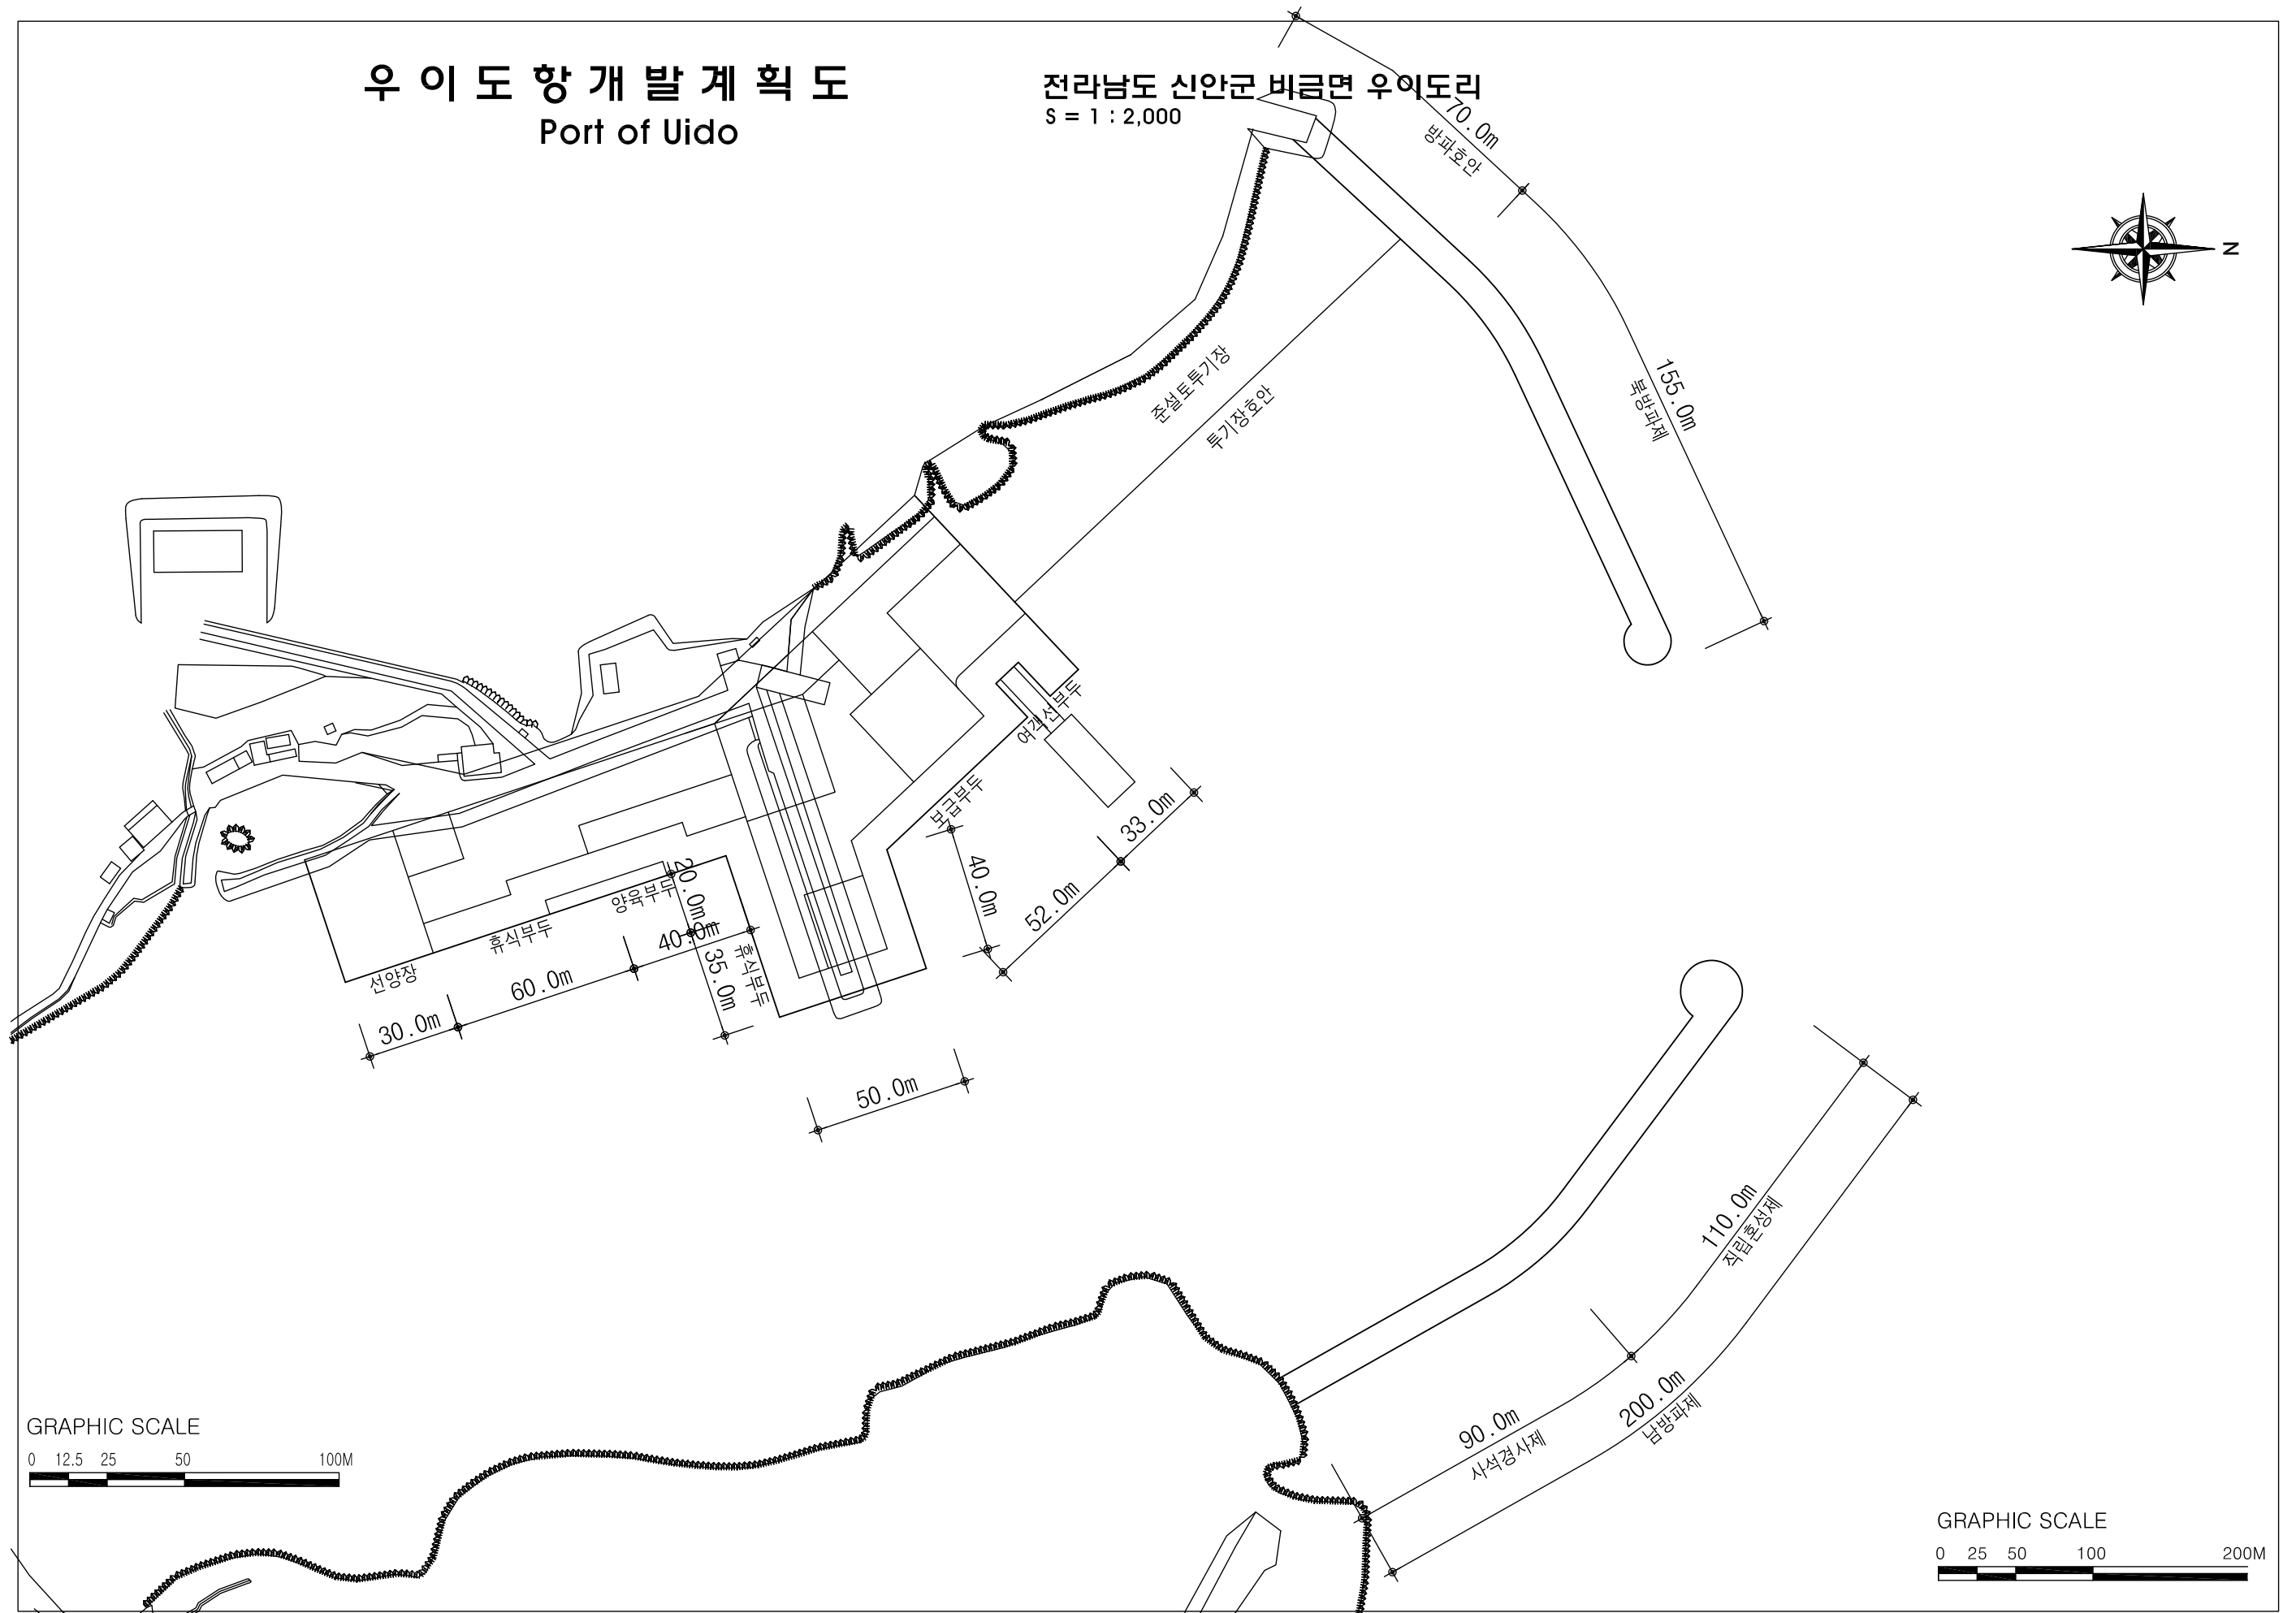 우이도항개발계획도
Port of Uido
전라남도 신안군 비금면 우이도리
S = 1 : 2,000
70.0m
방파호안
N
155.0m
북방파제
준설토투기장
투기장호안
여객선부두
보급부두
33.0m
40.0m
52.0m
20.0m
양육부두
휴식부두
40.0m
35.0m
휴식부두
선양장
60.0m
30.0m
50.0m
110.0m
직립혼성제
200.0m
남방파제
90.0m
사석경사제
GRAPHIC SCALE
0 12.5 25 50 100M
GRAPHIC SCALE
0 25 50 100 200M